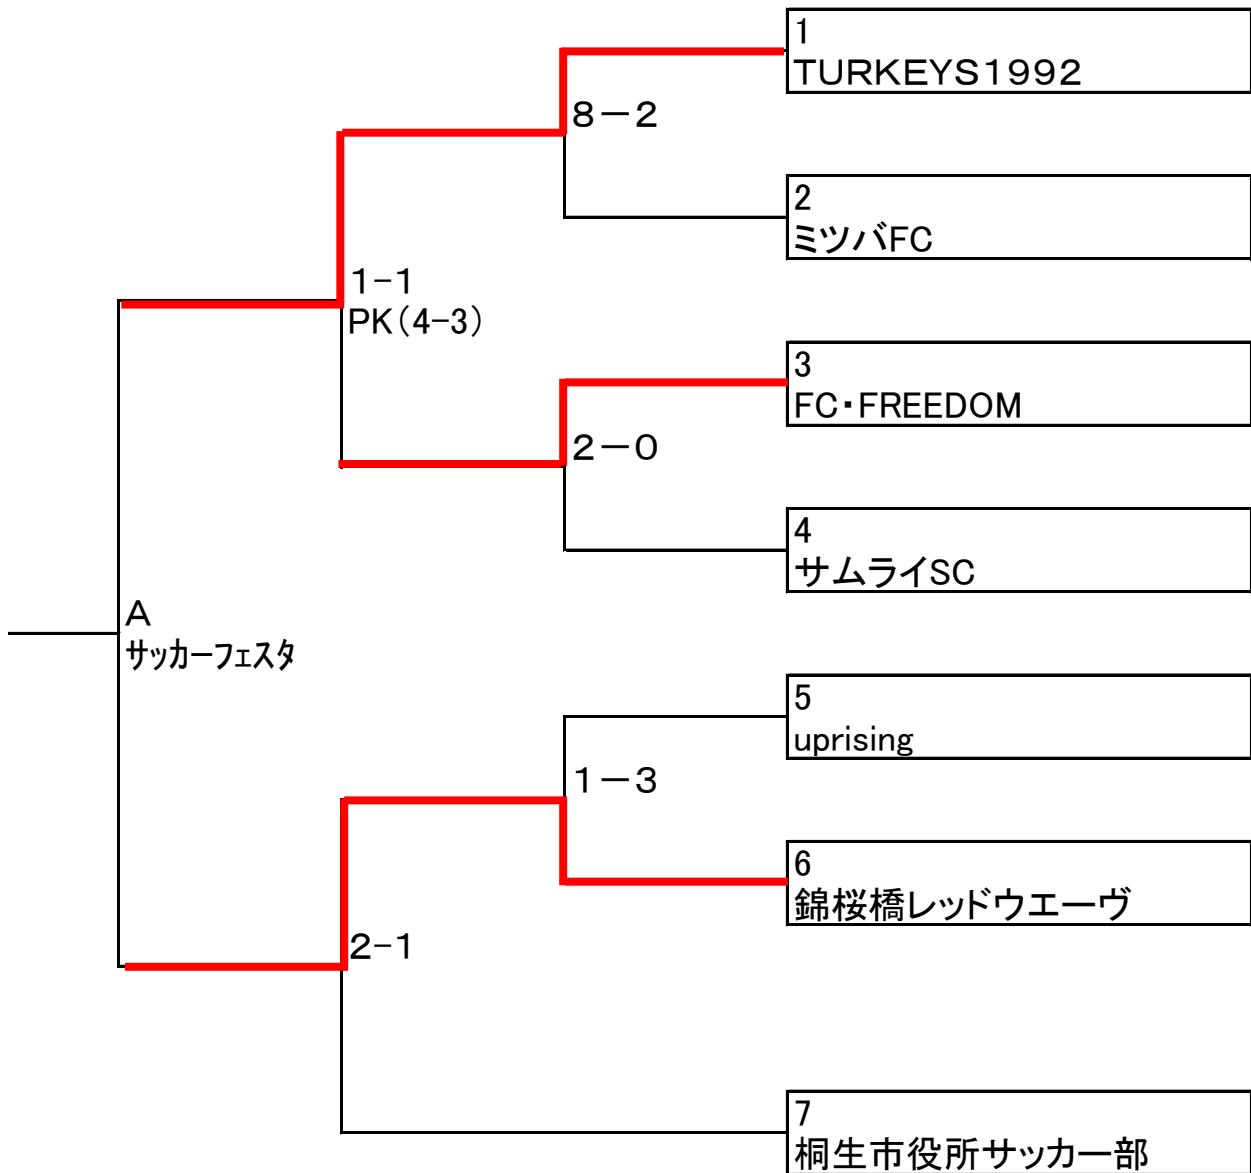 1
TURKEYS1992
8-2
2
ミツバFC
1-1
PK(4-3)
3
FC・FREEDOM
2-0
4
サムライSC
A
サッカーフェスタ
5
uprising
1-3
6
錦桜橋レッドウエーヴ
2-1
7
桐生市役所サッカー部